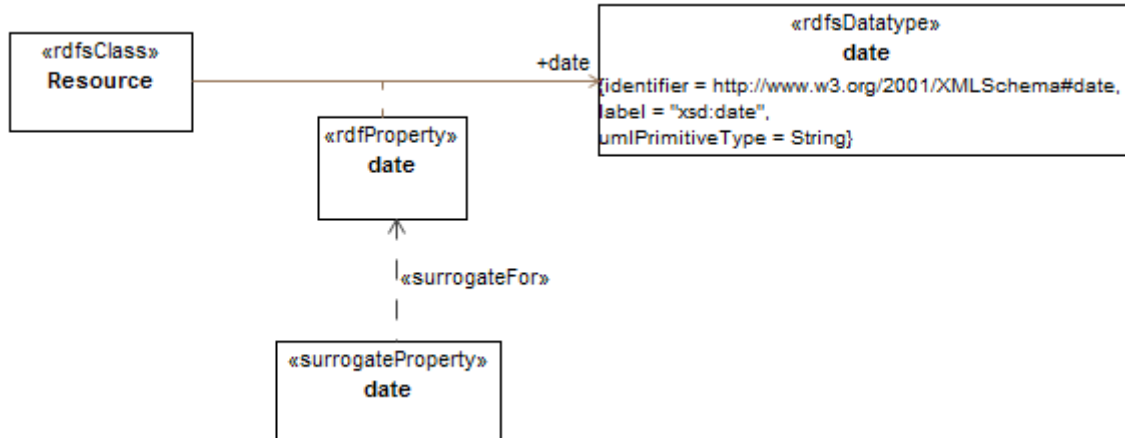 «rdfsClass»
Resource
+date
«rdfsDatatype»
date
{identifier = http://www.w3.org/2001/XMLSchema#date,
label = "xsd:date",
umlPrimitiveType = String}
«rdfProperty»
date
«surrogateFor»
«surrogateProperty»
date